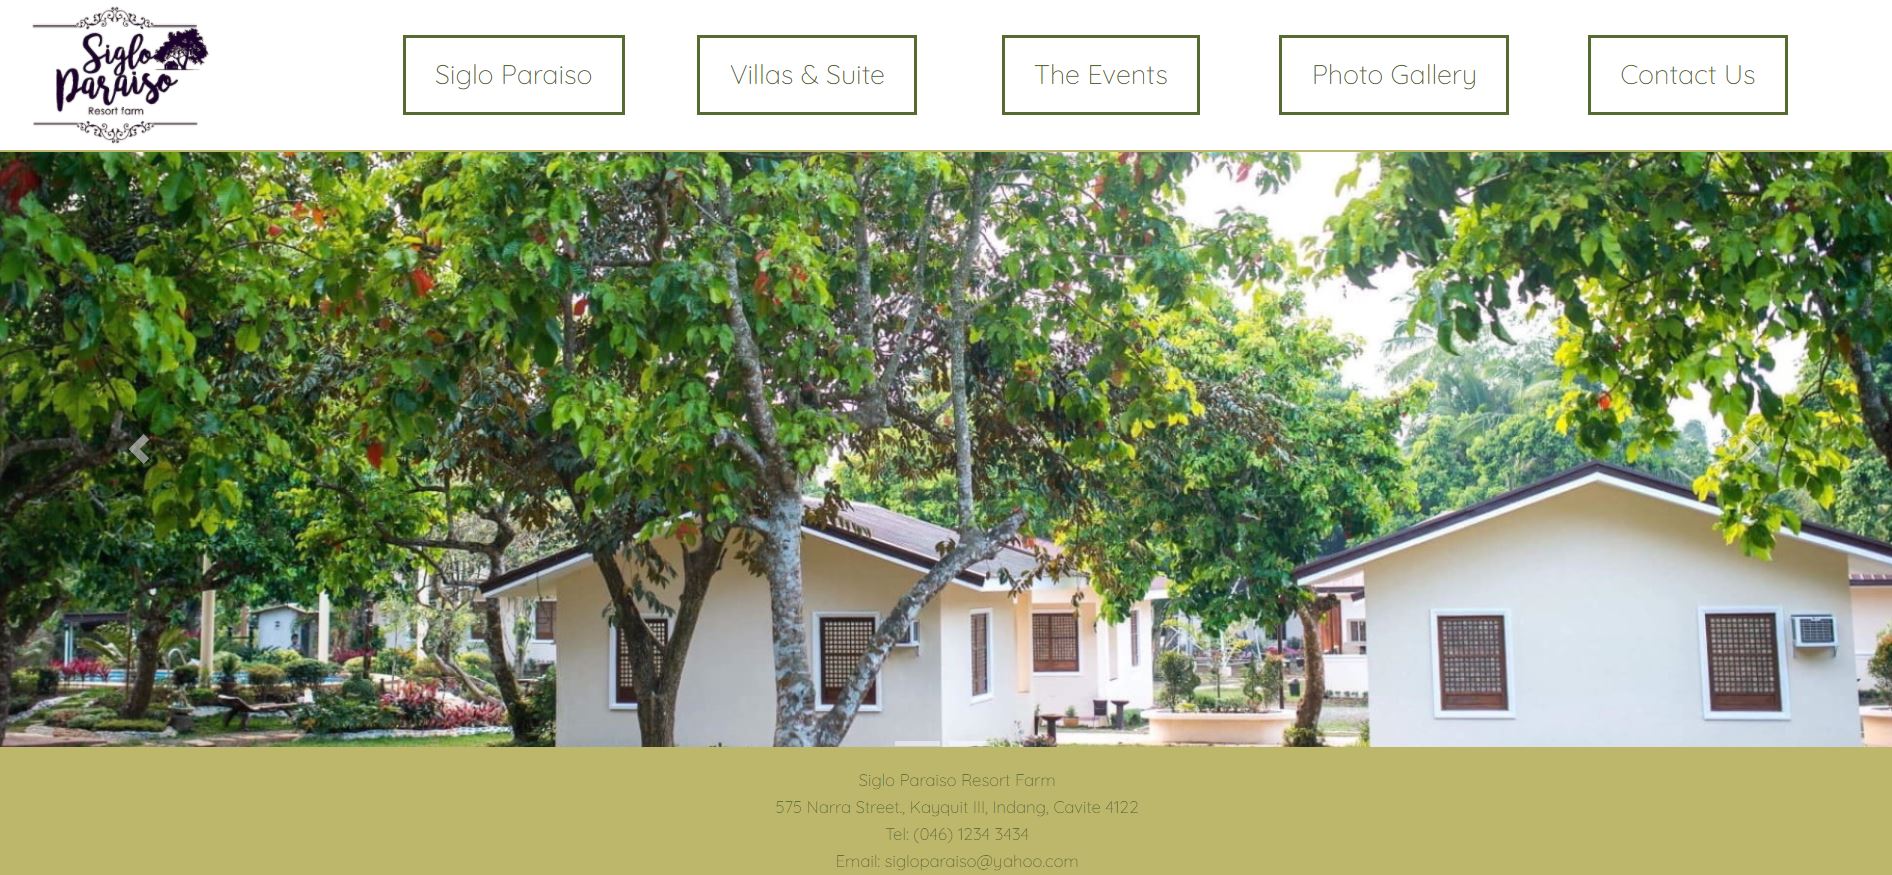 Siglo
Paraiso
Resort farm
Siglo Paraiso
Villas & Suite
The Events
Photo Gallery
Contact Us
Siglo Paraiso Resort Farm
575 Narra Street., Kayquit III, Indang, Cavite 4122
Tel: (046) 1234 3434
Email: sigloparaiso@yahoo.com